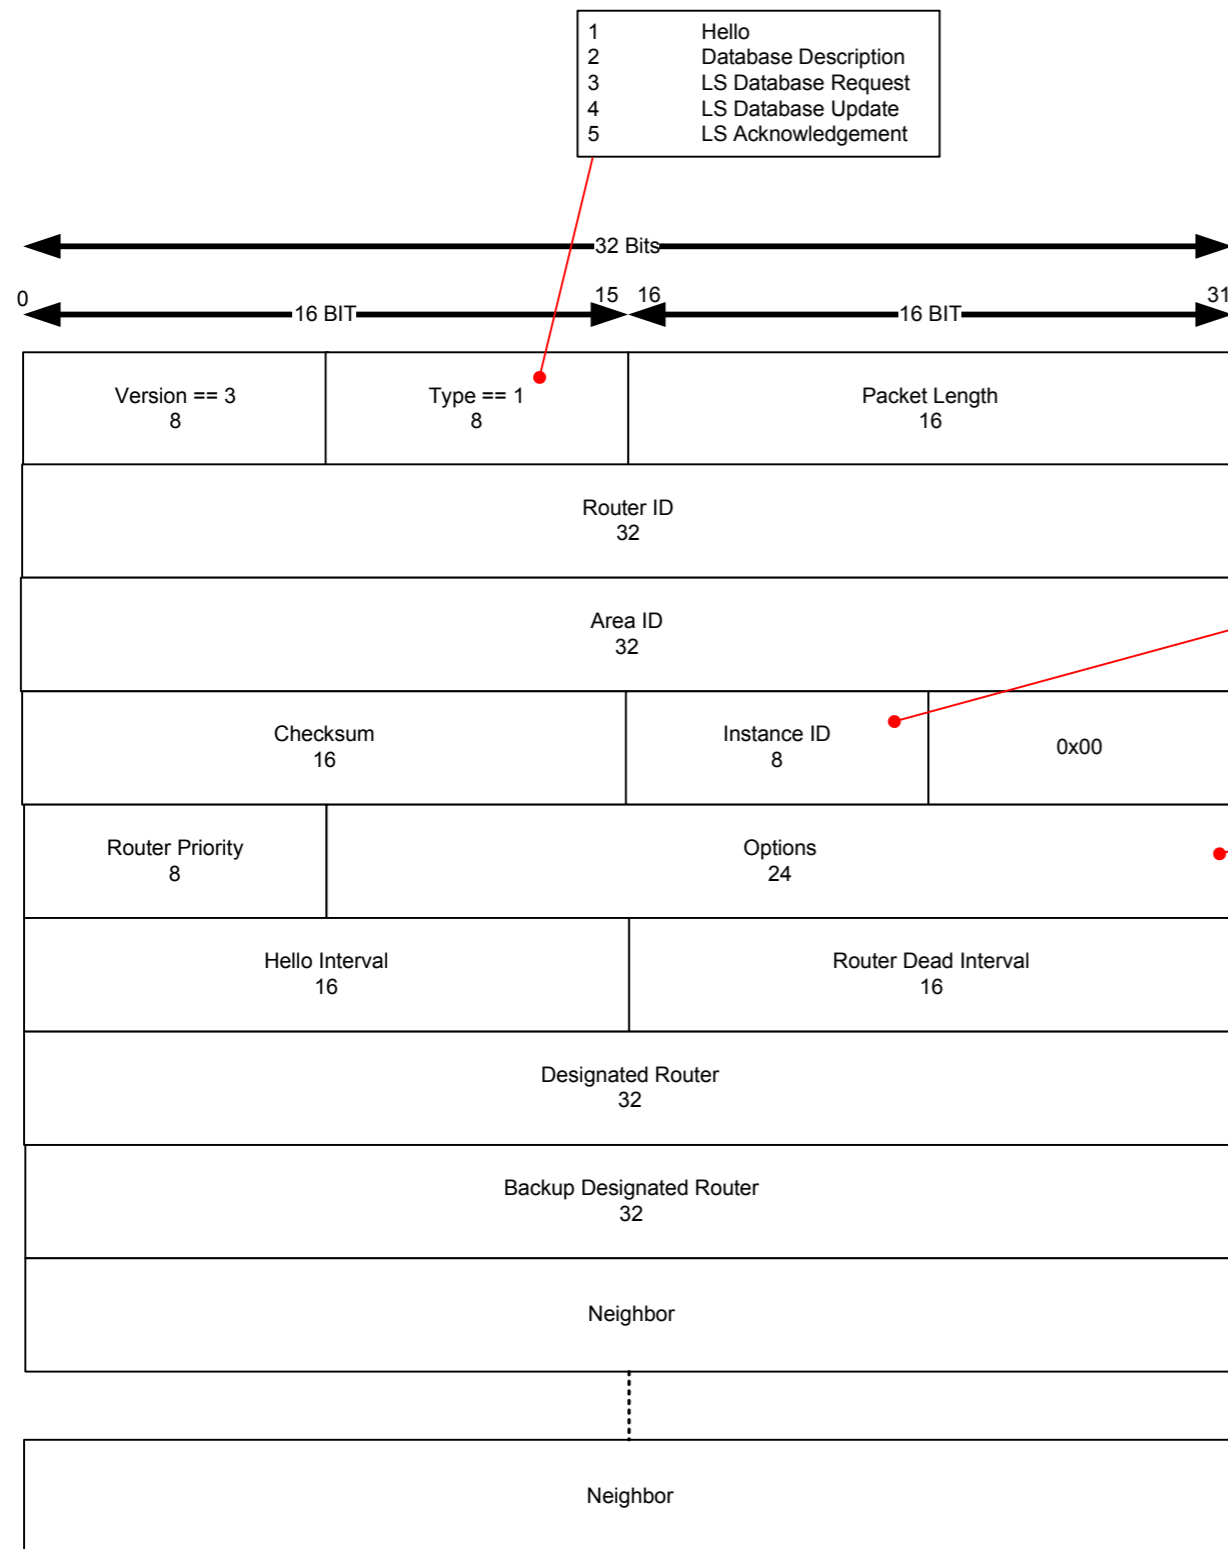 1 Hello
2 Database Description
3 LS Database Request
4 LS Database Update
5 LS Acknowledgement
32 Bits
0 15 16 31
16 BIT 16 BIT
Version == 3 Type == 1 Packet Length
8 8 16
Router ID
32
Area ID
32
Checksum Instance ID 0x00
16 8
Router Priority Options
8 24
Hello Interval Router Dead Interval
16 16
Designated Router
32
Backup Designated Router
32
Neighbor
Neighbor